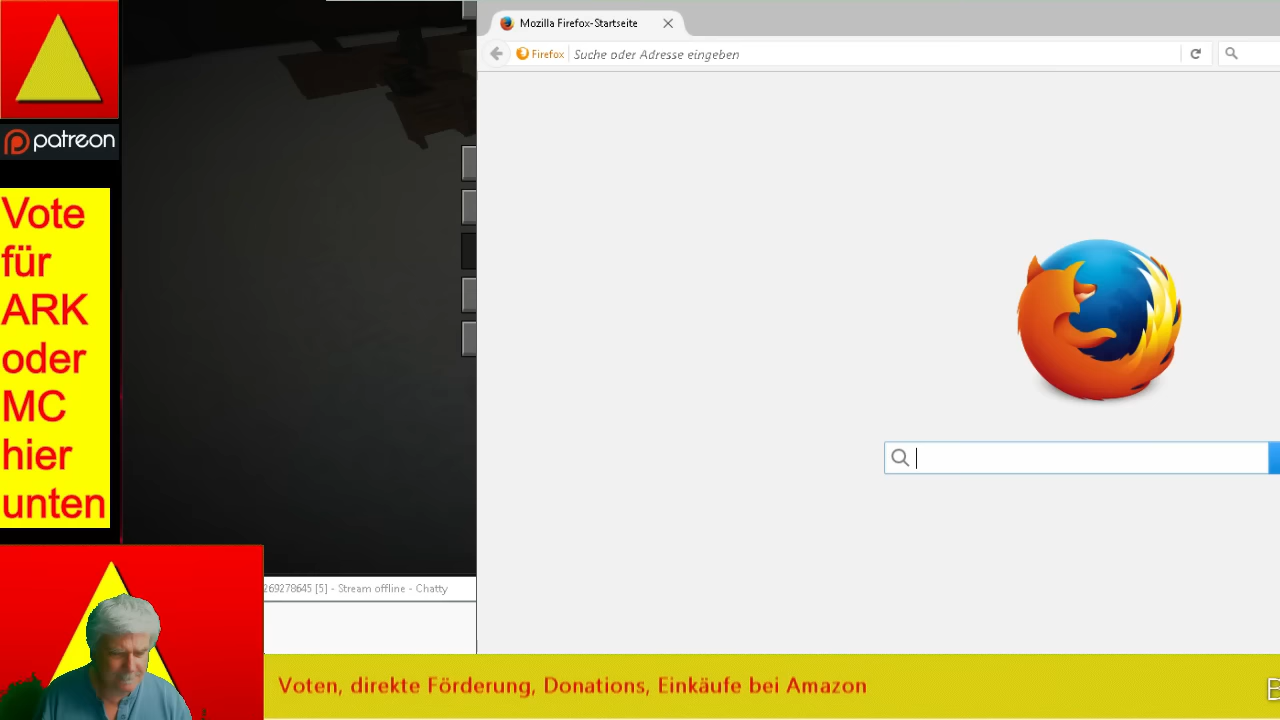 Mozilla Firefox-Startseite
Firefox
Suche oder Adresse eingeben
patreon
Vote
für
ARK
oder
MC
hier
unten
269278645 [5] - Stream offline - Chatty
Voten, direkte Förderung, Donations, Einkäufe bei Amazon